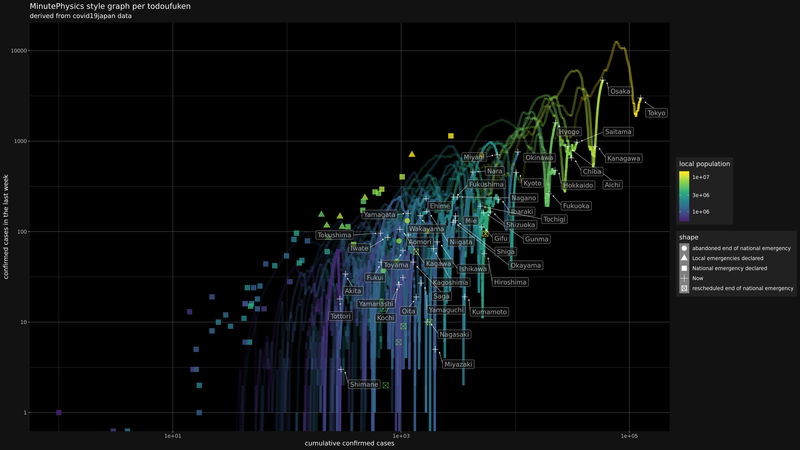 MinutePhysics style graph per todoufuken
derived from covid19japan data
confirmed cases in the last week
10000
1000
100
10
1
Osaka
Tokyo
Hyogo
Saitama
Miyagi
Okinawa
Kanagawa
Nara
Chiba
Fukushima
Kyoto
Hokkaido
Aichi
Ehime
Nagano
Fukuoka
Yamagata
Ibaraki
Tochigi
Wakayama
Mie
Shizuoka
Tokushima
Aomori
Niigata
Gifu
Gunma
Iwate
Shiga
Toyama
Kagawa
Ishikawa
Okayama
Fukui
Kagoshima
Hiroshima
Akita
Saga
Yamanashi
Tottori
Kochi
Oita
Yamaguchi
Kumamoto
Nagasaki
Miyazaki
Shimane
1e+01
1e+03
1e+05
cumulative confirmed cases
local population
1e+07
3e+06
1e+06
shape
abandoned end of national emergency
Local emergencies declared
National emergency declared
Now
rescheduled end of national emergency